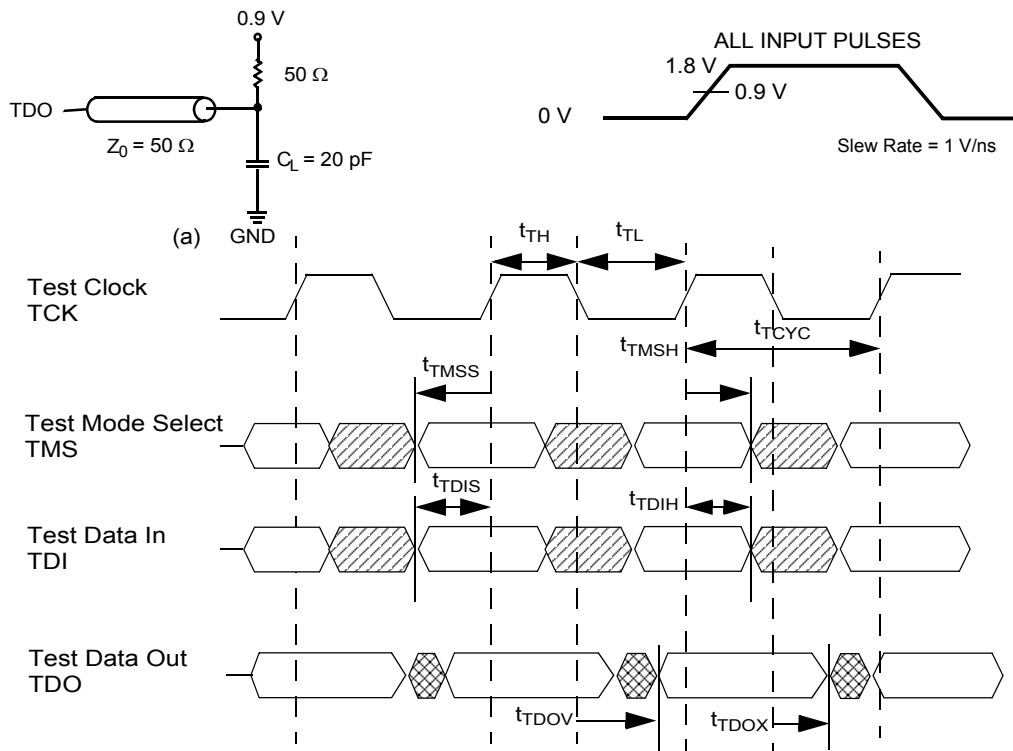 0.9 V
50 Ω
TDO
Z0 = 50 Ω
CL = 20 pF
(a)
GND
ALL INPUT PULSES
1.8 V
0.9 V
0 V
Slew Rate = 1 V/ns
tTH
tTL
Test Clock
TCK
tTMSH
tTCYC
tTMSS
Test Mode Select
TMS
tTDIS
tTDIH
Test Data In
TDI
Test Data Out
TDO
tTDOV
tTDOX